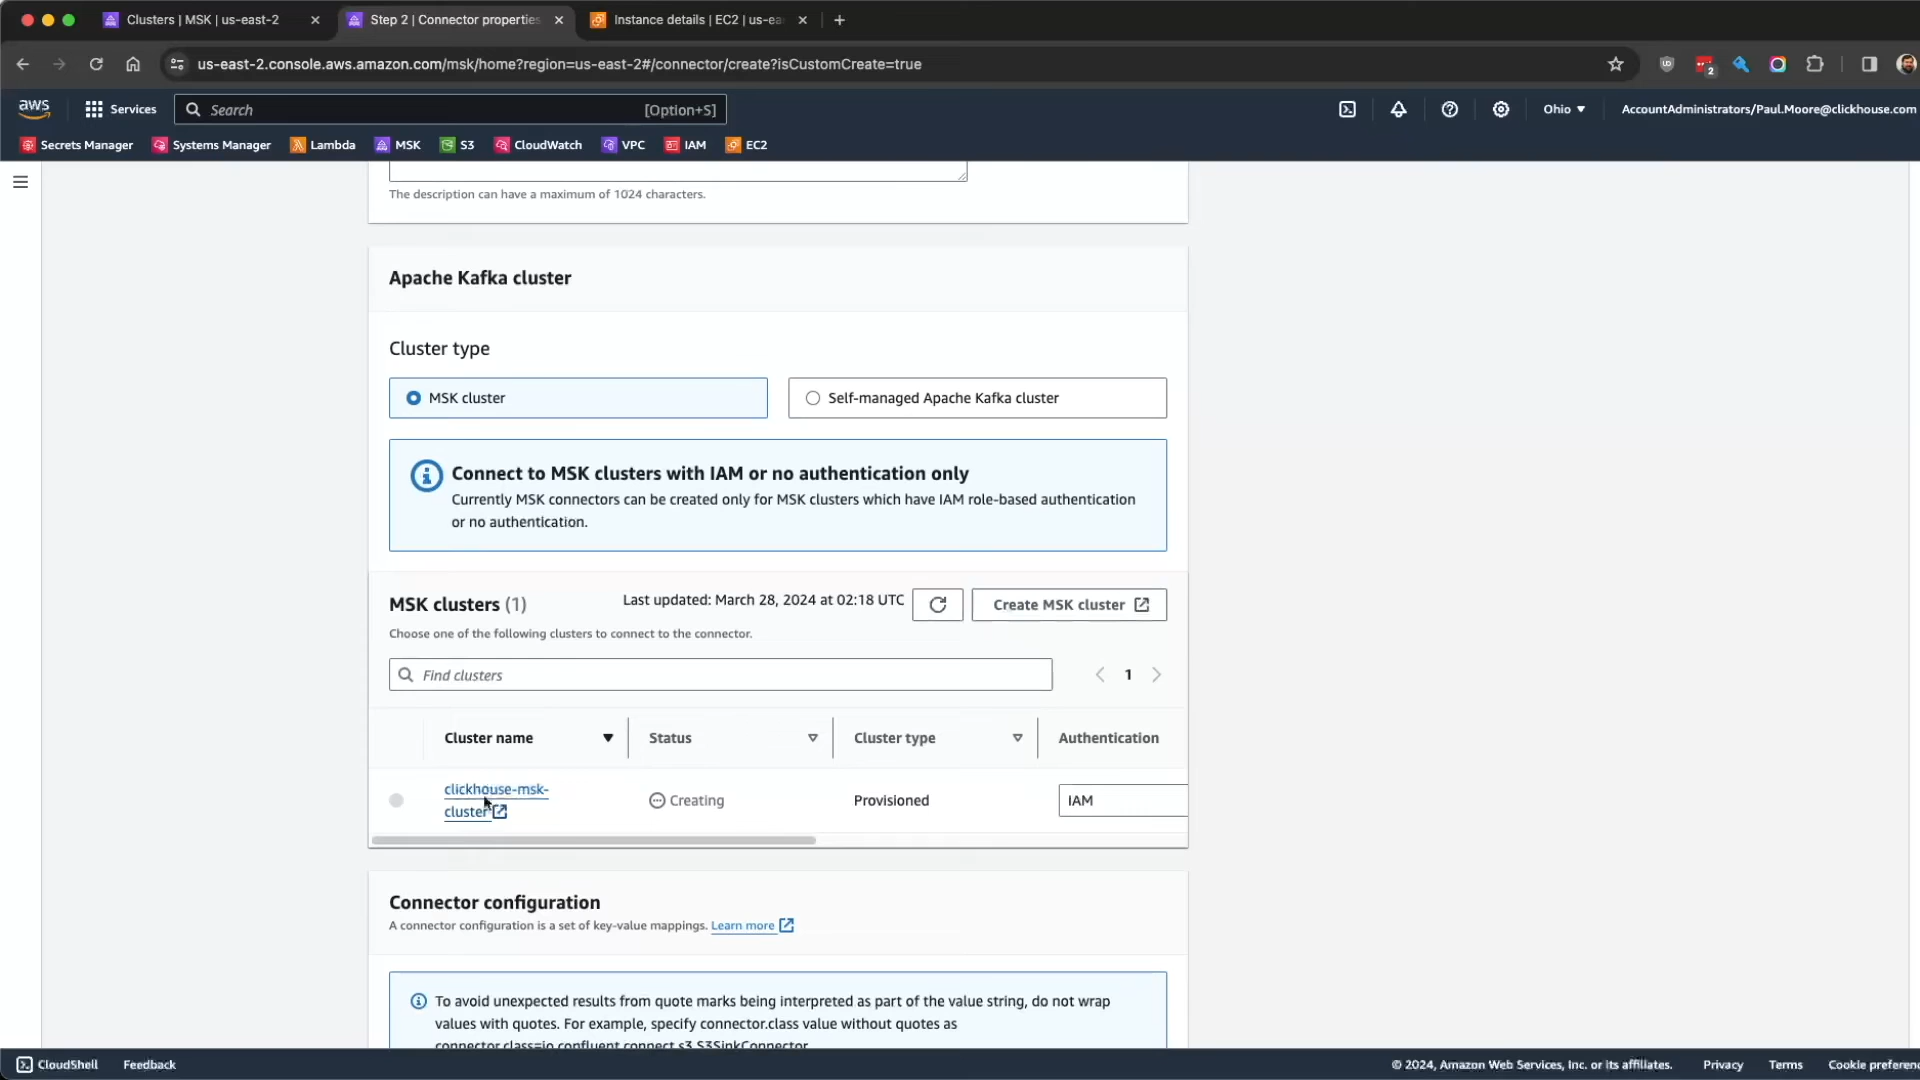 Clusters | MSK | us-east-2
Step 2 | Connector properties
Instance details | EC2 | us-ea
us-east-2.console.aws.amazon.com/msk/home?region=us-east-2#/connector/create?isCustomCreate=true
2
aws
Services
Search
[Option+S]
Ohio
AccountAdministrators/Paul.Moore@clickhouse.com
Secrets Manager
Systems Manager
Lambda
MSK
S3
CloudWatch
VPC
IAM
EC2
The description can have a maximum of 1024 characters.
Apache Kafka cluster
Cluster type
MSK cluster
Self-managed Apache Kafka cluster
Connect to MSK clusters with IAM or no authentication only
Currently MSK connectors can be created only for MSK clusters which have IAM role-based authentication
or no authentication.
MSK clusters (1)
Last updated: March 28, 2024 at 02:18 UTC
Create MSK cluster
Choose one of the following clusters to connect to the connector.
Find clusters
1
Cluster name
Status
Cluster type
Authentication
clickhouse-msk-
cluster
Creating
Provisioned
IAM
Connector configuration
A connector configuration is a set of key-value mappings. Learn more
To avoid unexpected results from quote marks being interpreted as part of the value string, do not wrap
values with quotes. For example, specify connector.class value without quotes as
connector.class=io.confluent.connect.s3.S3SinkConnector
CloudShell
Feedback
© 2024, Amazon Web Services, Inc. or its affiliates.
Privacy
Terms
Cookie preferen